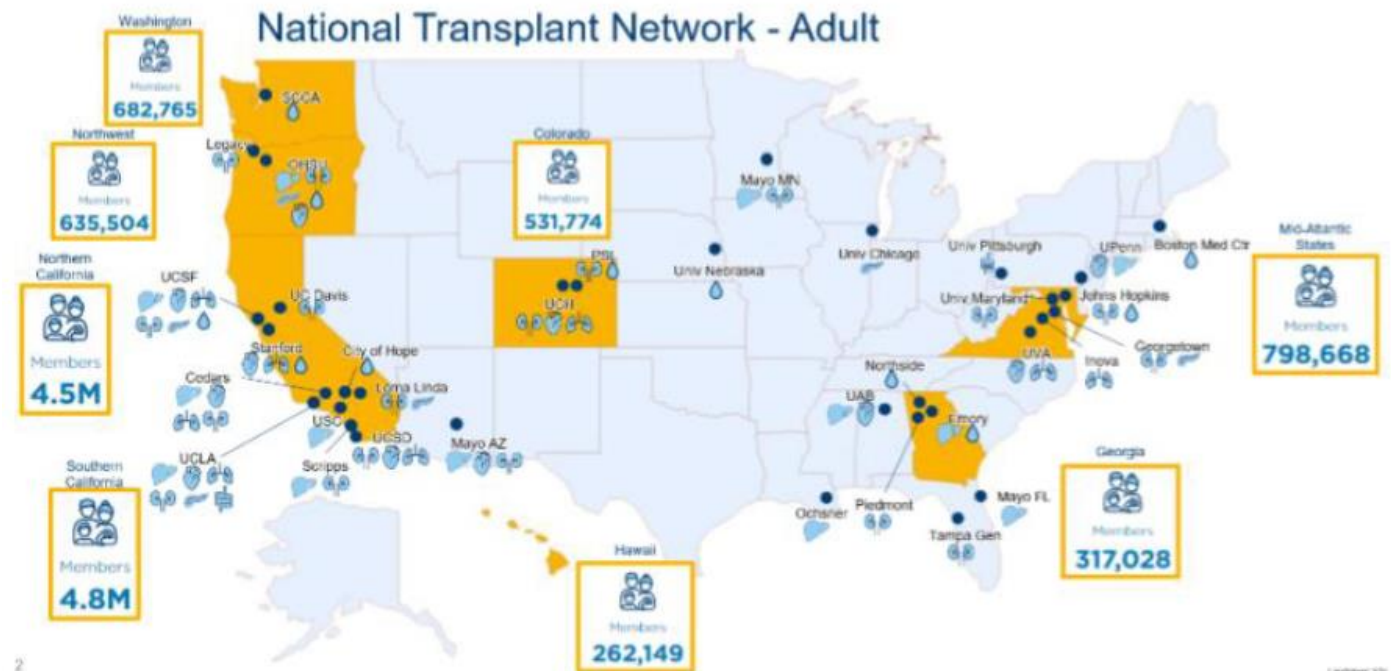 National Transplant Network - Adult
Washington
Members
682,765
Northwest
Members
635,504
Northern
California
Members
4.5M
Southern
California
Members
4.8M
Colorado
Members
531,774
Hawaii
Members
262,149
Georgia
Members
317,028
Mid-Atlantic
States
Members
798,668
SCCA
Legacy
OHSU
UCSF
UC Davis
Stanford
City of Hope
Cedars
Loma Linda
USC
UCSD
UCLA
Scripps
Mayo AZ
PSL
UCH
Mayo MN
Univ Nebraska
Univ Chicago
Univ Pittsburgh
UPenn
Boston Med Ctr
Univ Maryland
Johns Hopkins
Georgetown
UVA
Inova
Northside
UAB
Emory
Ochsner
Piedmont
Mayo FL
Tampa Gen
2